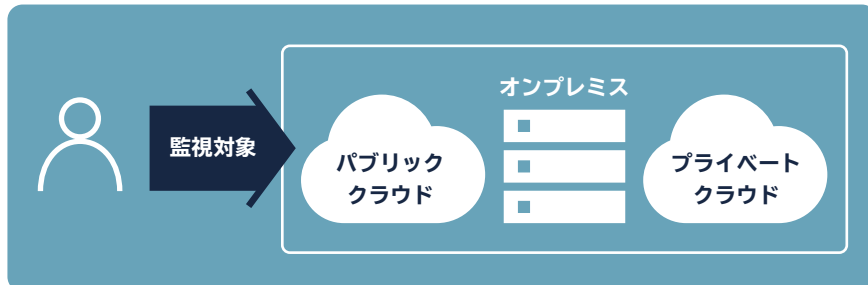 オンプレミス
監視対象
パブリック
クラウド
プライベート
クラウド